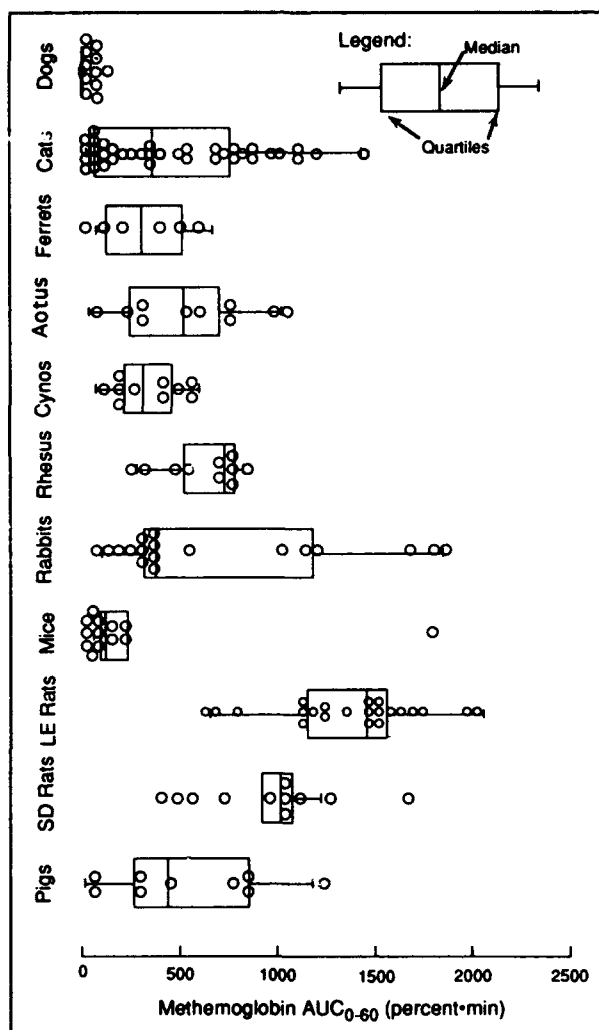 Legend:
Median
Quartiles
Dogs
Cats
Ferrets
Aotus
Cynos
Rhesus
Rabbits
Mice
LE Rats
SD Rats
Pigs
0 500 1000 1500 2000 2500
Methemoglobin AUC0-60 (percent•min)